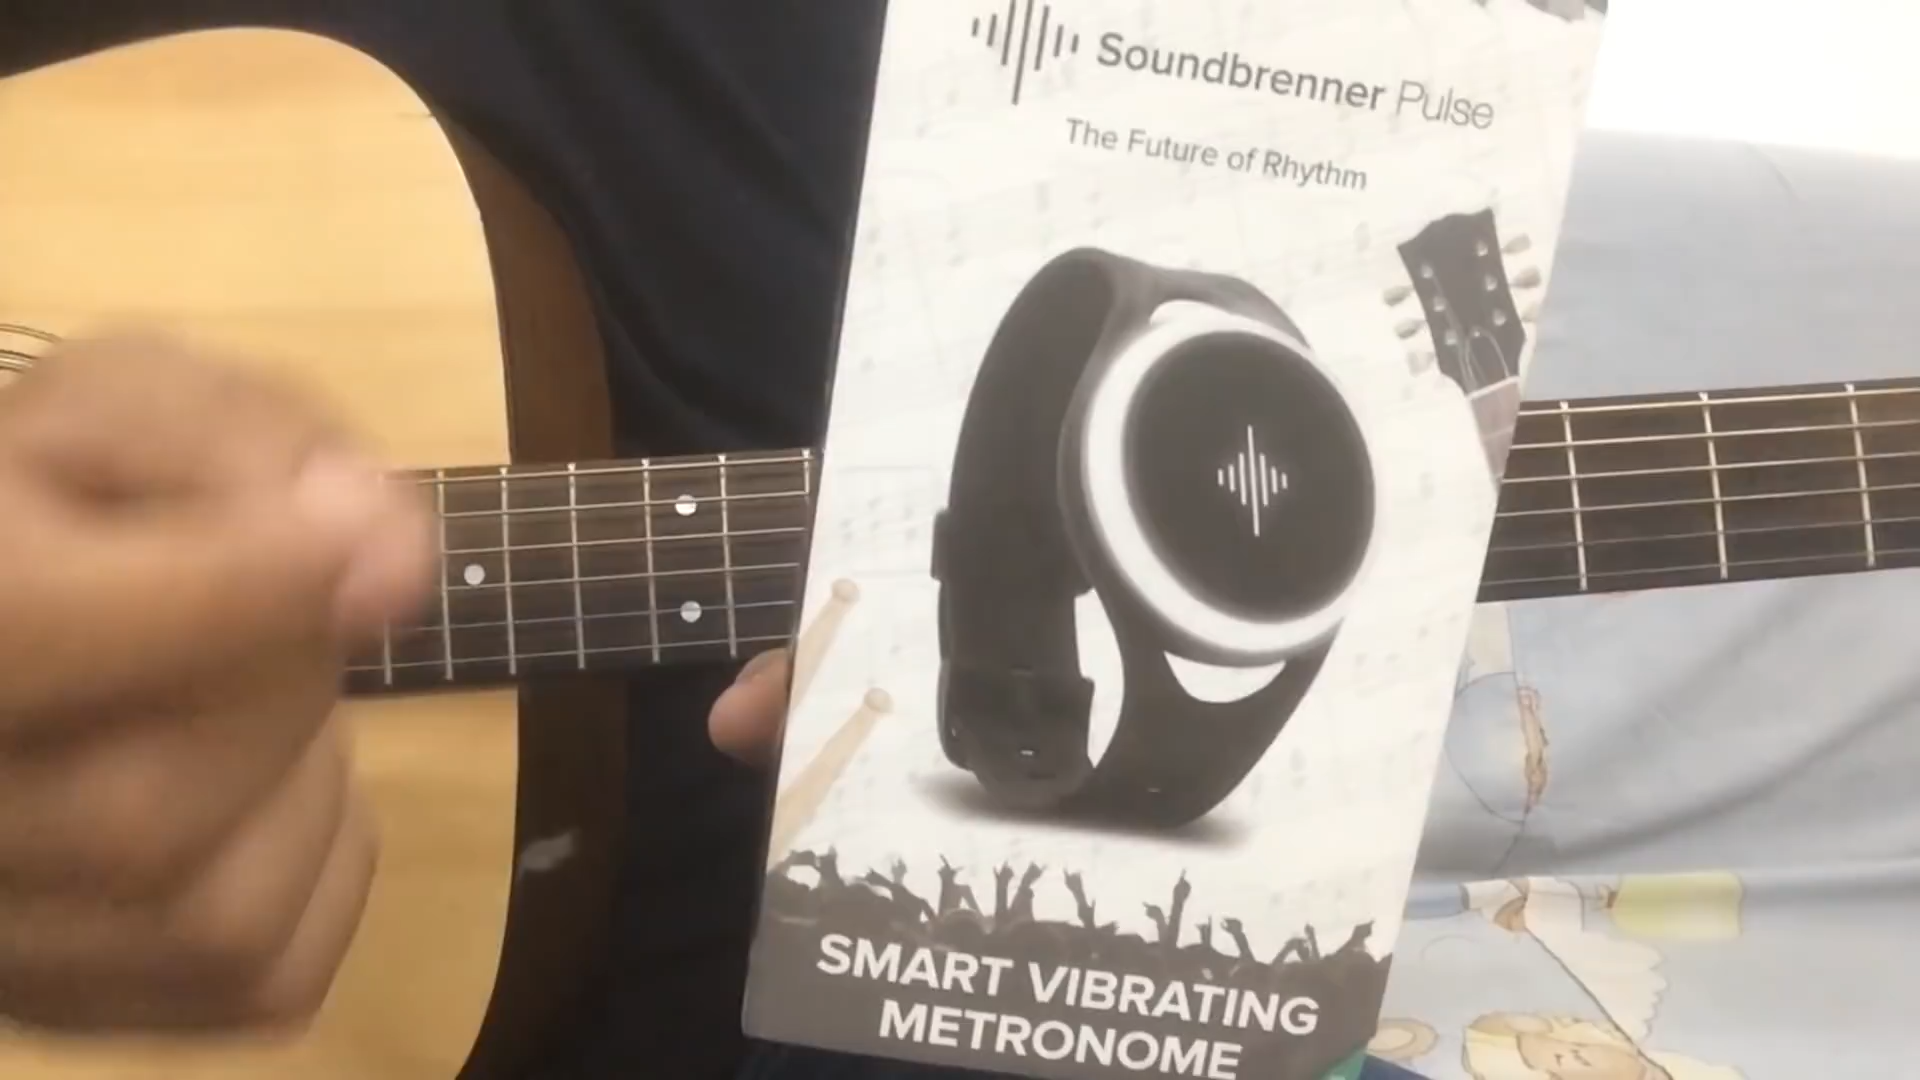 Soundbrenner Pulse
The Future of Rhythm
SMART VIBRATING
METRONOME